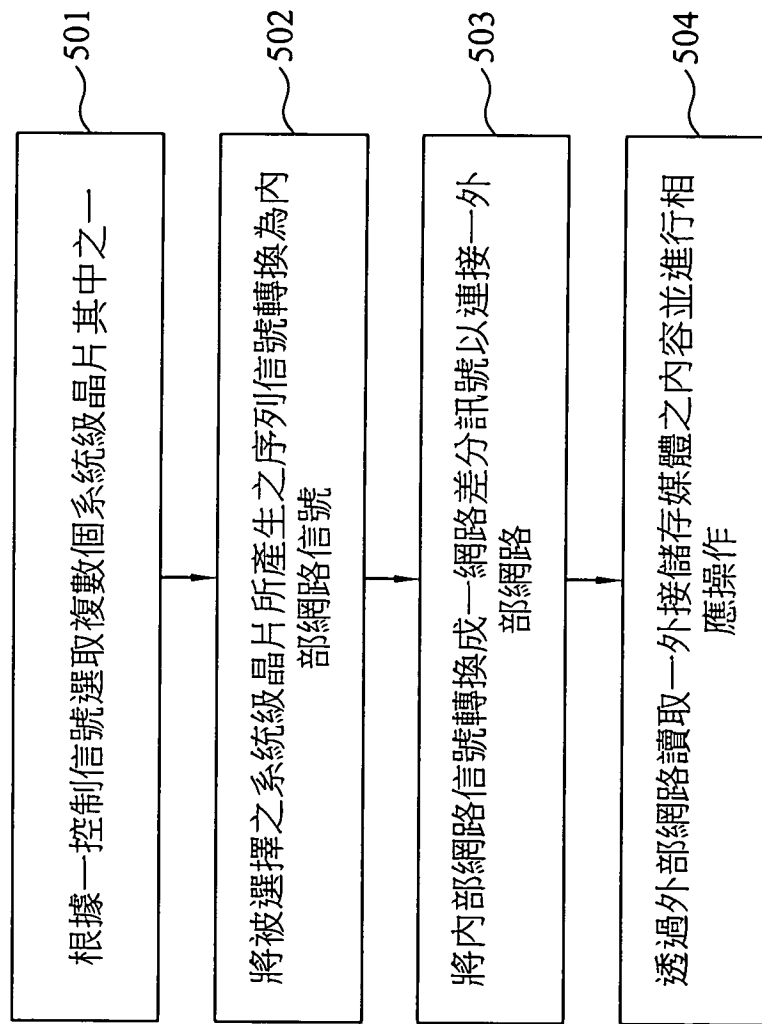 根據一控制信號選取複數個系統級晶片其中之一
501
將被選擇之系統級晶片所產生之序列信號轉換為內
部網路信號
502
將內部網路信號轉換成一網路差分訊號以連接一外
部網路
503
透過外部網路讀取一外接儲存媒體之內容並進行相
應操作
504